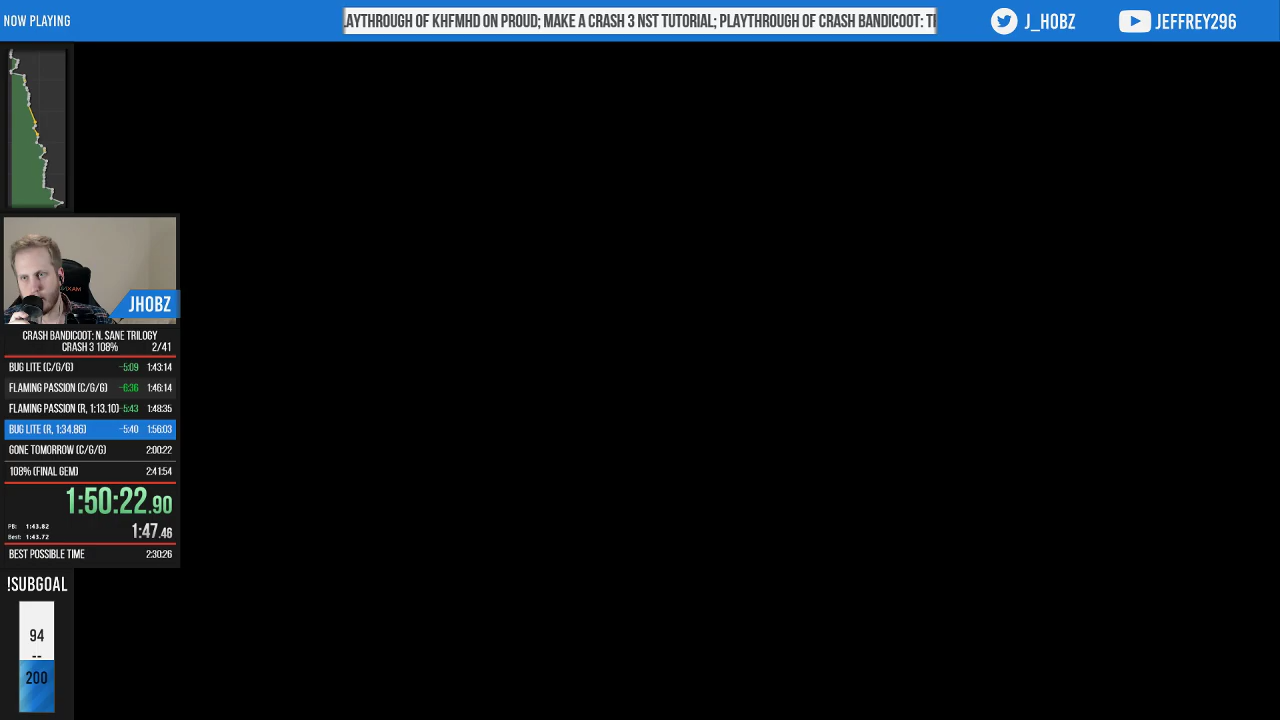 NOW PLAYING
AYTHROUGH OF KHFMHD ON PROUD; MAKE A CRASH 3 NST TUTORIAL; PLAYTHROUGH OF CRASH BANDICOOT: T
J_HOBZ
JEFFREY296
JHOBZ
CRASH BANDICOOT: N. SANE TRILOGY
CRASH 3 108% 2/41
BUG LITE (C/G/G) -5:09 1:43:14
FLAMING PASSION (C/G/G) -6:36 1:46:14
FLAMING PASSION (R, 1:13.10) -5:43 1:48:35
BUG LITE (R, 1:34.86) -5:40 1:56:03
GONE TOMORROW (C/G/G) 2:00:22
108% (FINAL GEM) 2:41:54
1:50:22.90
PB: 1:43.82
1:47.46
Best: 1:43.72
BEST POSSIBLE TIME 2:30:26
!SUBGOAL
94
--
200